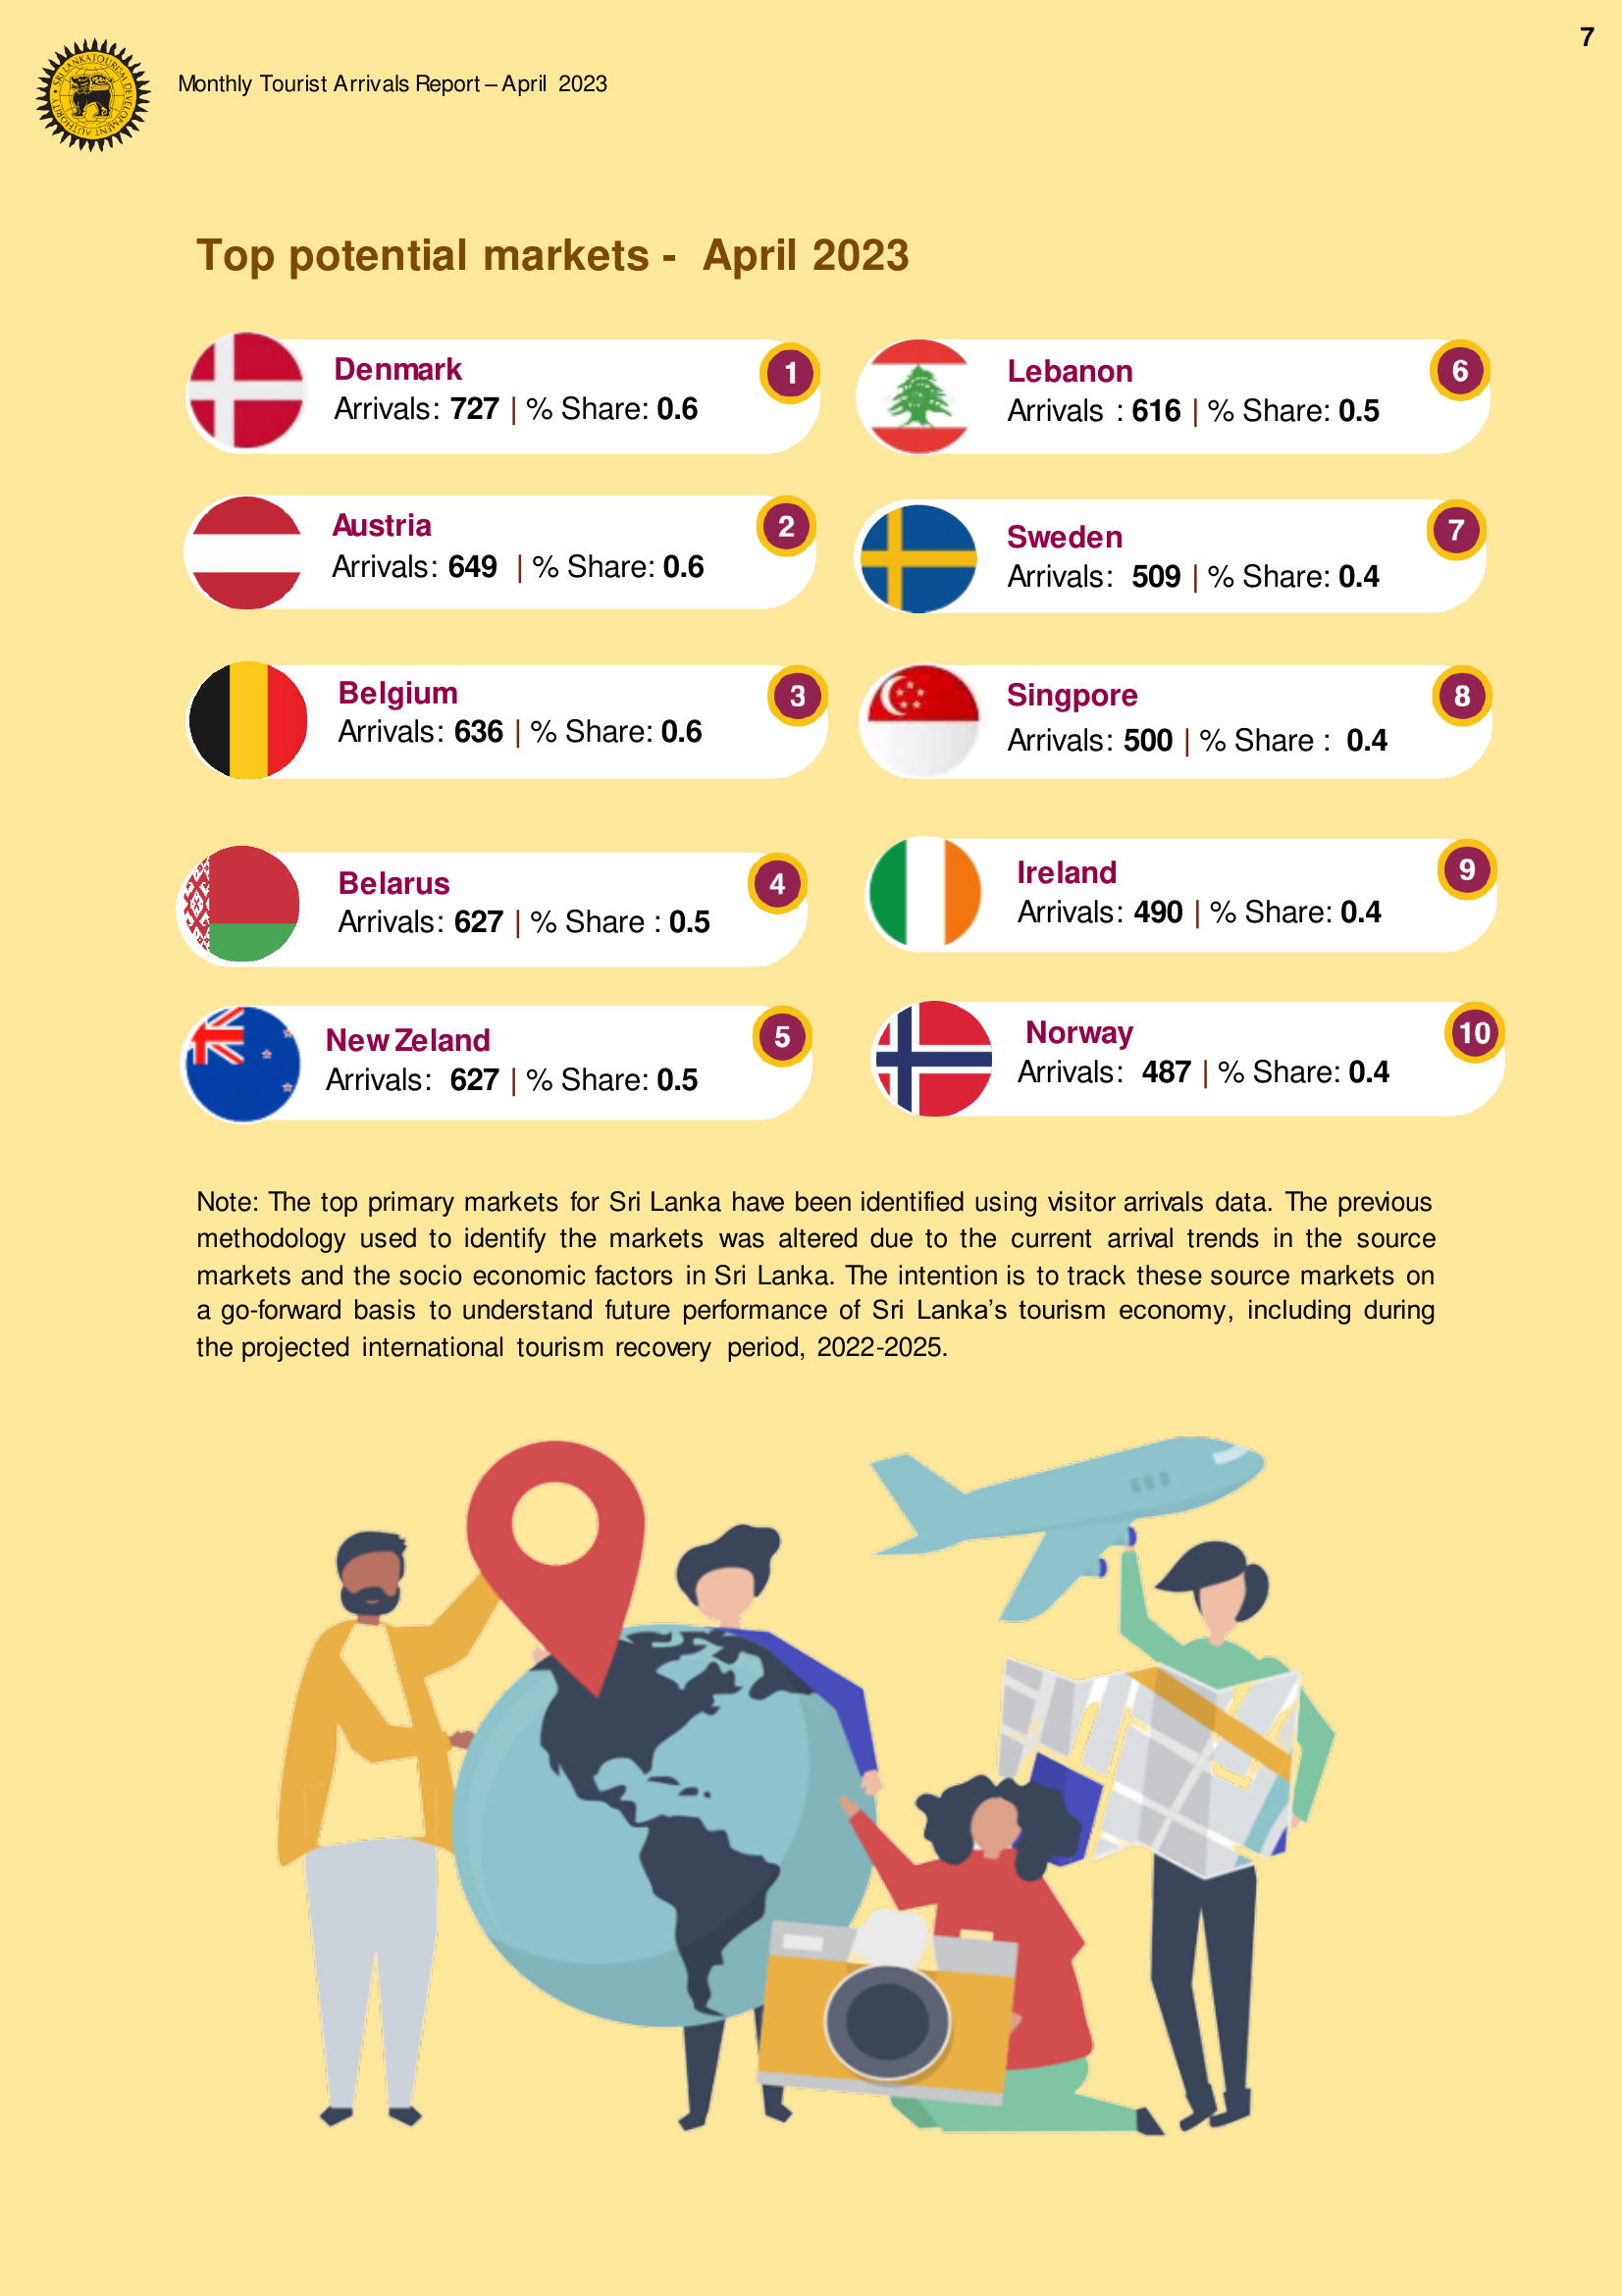 7
SRI LANKA TOURISM DEVELOPMENT AUTHORITY
Monthly Tourist Arrivals Report – April 2023
Top potential markets - April 2023
Denmark
Arrivals: 727 | % Share: 0.6
1
Austria
Arrivals: 649 | % Share: 0.6
2
Belgium
Arrivals: 636 | % Share: 0.6
3
Belarus
Arrivals: 627 | % Share : 0.5
4
New Zeland
Arrivals: 627 | % Share: 0.5
5
Lebanon
Arrivals : 616 | % Share: 0.5
6
Sweden
Arrivals: 509 | % Share: 0.4
7
Singpore
Arrivals: 500 | % Share : 0.4
8
Ireland
Arrivals: 490 | % Share: 0.4
9
Norway
Arrivals: 487 | % Share: 0.4
10
Note: The top primary markets for Sri Lanka have been identified using visitor arrivals data. The previous
methodology used to identify the markets was altered due to the current arrival trends in the source
markets and the socio economic factors in Sri Lanka. The intention is to track these source markets on
a go-forward basis to understand future performance of Sri Lanka’s tourism economy, including during
the projected international tourism recovery period, 2022-2025.